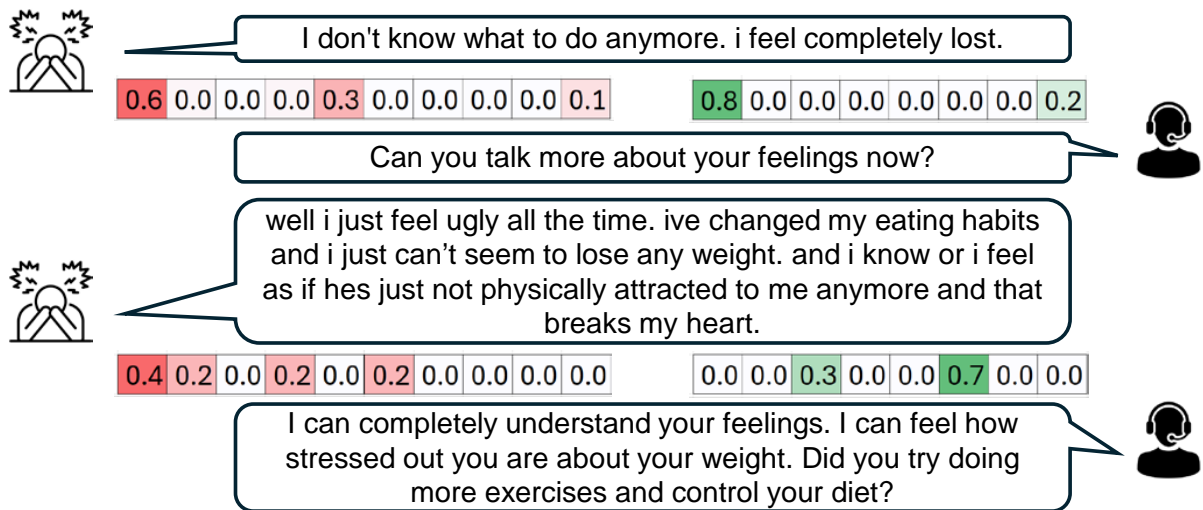 I don't know what to do anymore. i feel completely lost.
0.6 0.0 0.0 0.0 0.3 0.0 0.0 0.0 0.0 0.1 0.8 0.0 0.0 0.0 0.0 0.0 0.0 0.2
Can you talk more about your feelings now?
well i just feel ugly all the time. ive changed my eating habits
and i just can’t seem to lose any weight. and i know or i feel
as if hes just not physically attracted to me anymore and that
breaks my heart.
0.4 0.2 0.0 0.2 0.0 0.2 0.0 0.0 0.0 0.0 0.0 0.0 0.3 0.0 0.0 0.7 0.0 0.0
I can completely understand your feelings. I can feel how
stressed out you are about your weight. Did you try doing
more exercises and control your diet?